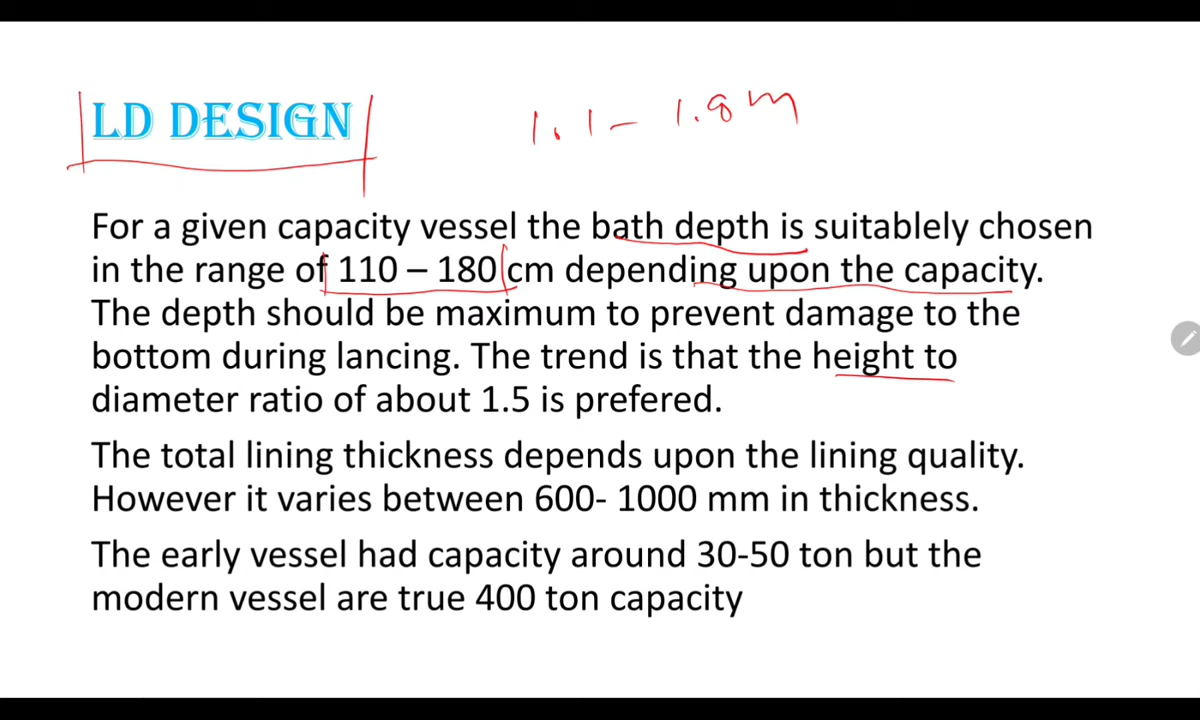 LD DESIGN
1.1 - 1.8 m
For a given capacity vessel the bath depth is suitablely chosen
in the range of 110 – 180 cm depending upon the capacity.
The depth should be maximum to prevent damage to the
bottom during lancing. The trend is that the height to
diameter ratio of about 1.5 is prefered.
The total lining thickness depends upon the lining quality.
However it varies between 600- 1000 mm in thickness.
The early vessel had capacity around 30-50 ton but the
modern vessel are true 400 ton capacity